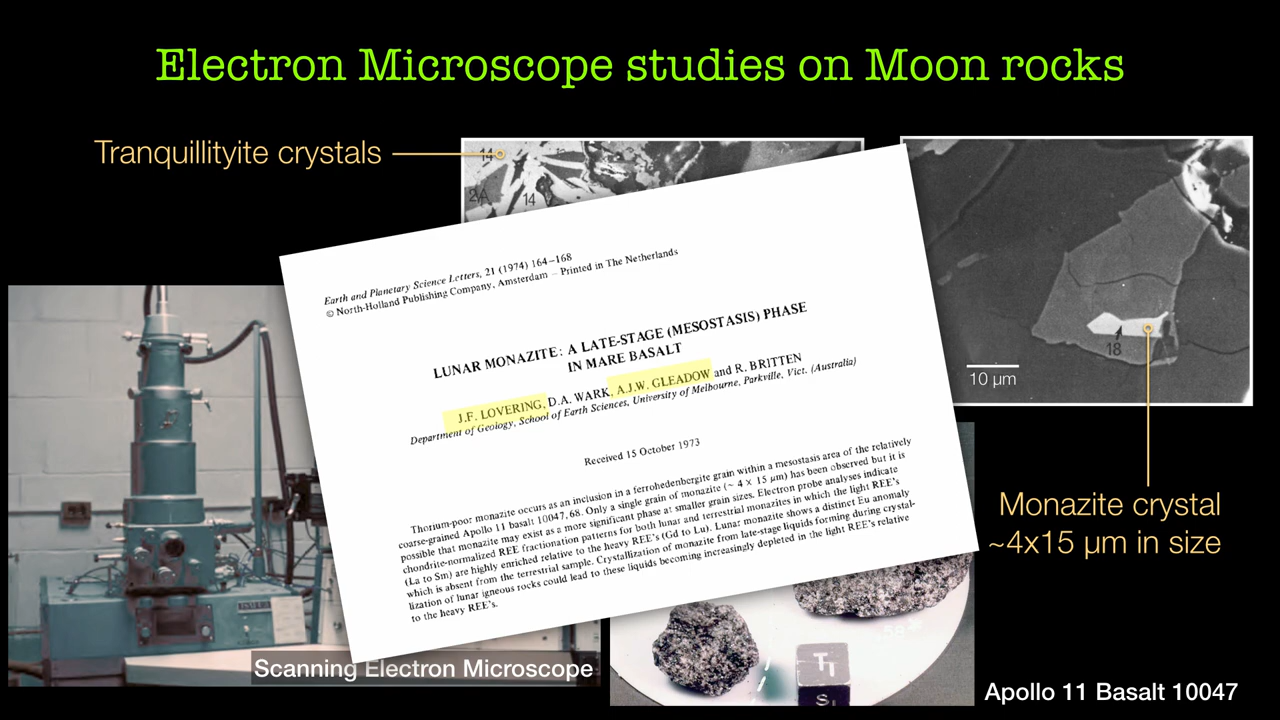 Electron Microscope studies on Moon rocks
Tranquillityite crystals
14
14
Earth and Planetary Science Letters, 21 (1974) 164–168
© North-Holland Publishing Company, Amsterdam – Printed in The Netherlands
LUNAR MONAZITE: A LATE-STAGE (MESOSTASIS) PHASE
IN MARE BASALT
J.F. LOVERING, D.A. WARK, A.J.W. GLEADOW and R. BRITTEN
Department of Geology, School of Earth Sciences, University of Melbourne, Parkville, Vict. (Australia)
Received 15 October 1973
Thorium-poor monazite occurs as an inclusion in a ferrohedenbergite grain within a mesostasis area of the relatively
coarse-grained Apollo 11 basalt 10047,68. Only a single grain of monazite (~ 4 × 15 μm) has been observed but it is
possible that monazite may exist as a more significant phase at smaller grain sizes. Electron probe analyses indicate
chondrite-normalized REE fractionation patterns for both lunar and terrestrial monazites in which the light REE's
(La to Sm) are highly enriched relative to the heavy REE's (Gd to Lu). Lunar monazite shows a distinct Eu anomaly
which is absent from the terrestrial sample. Crystallization of monazite from late-stage liquids forming during crystal-
lization of lunar igneous rocks could lead to these liquids becoming increasingly depleted in the light REE's relative
to the heavy REE's.
18
10 μm
Monazite crystal
~4x15 μm in size
Scanning Electron Microscope
Apollo 11 Basalt 10047